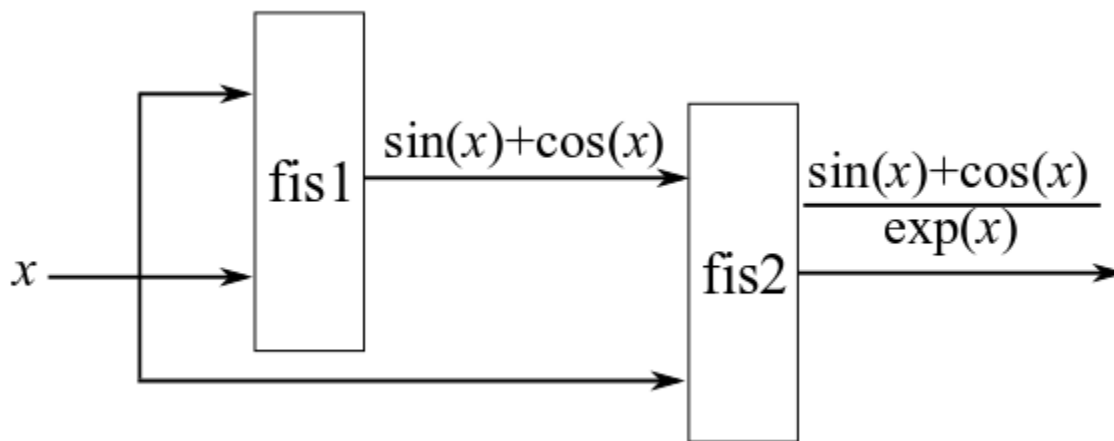 sin(x)+cos(x)
fis1
sin(x)+cos(x)
exp(x)
x
fis2